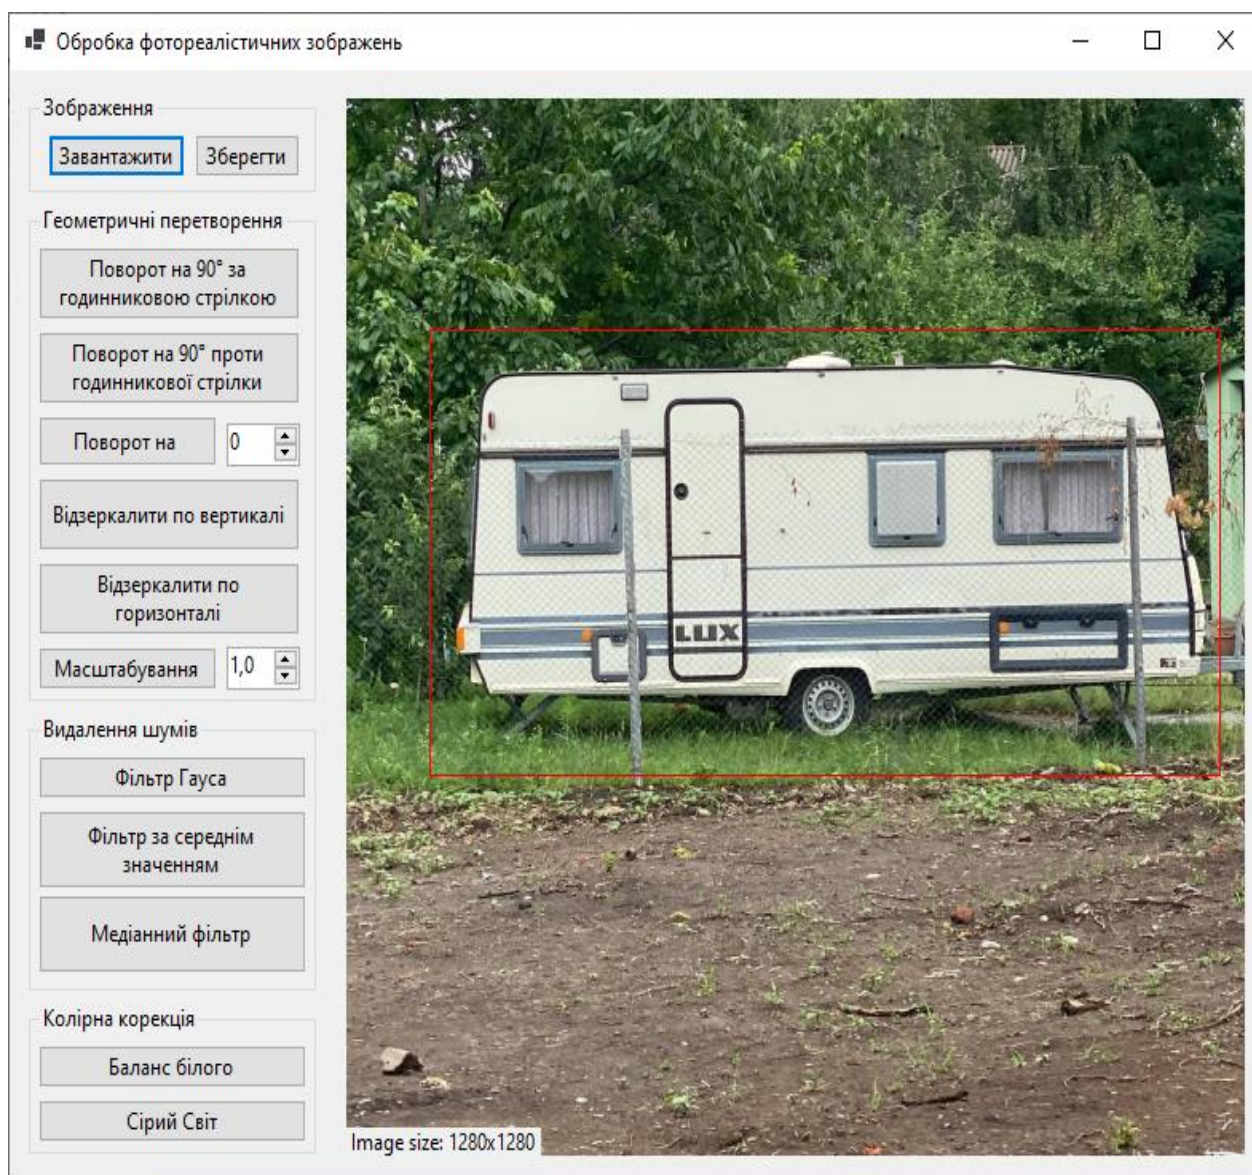 Обробка фотореалістичних зображень
Зображення
Завантажити
Зберегти
Геометричні перетворення
Поворот на 90° за
годинниковою стрілкою
Поворот на 90° проти
годинникової стрілки
Поворот на
0
Відзеркалити по вертикалі
Відзеркалити по
горизонталі
Масштабування
1,0
Видалення шумів
Фільтр Гауса
Фільтр за середнім
значенням
Медіанний фільтр
Колірна корекція
Баланс білого
Сірий Світ
LUX
Image size: 1280x1280